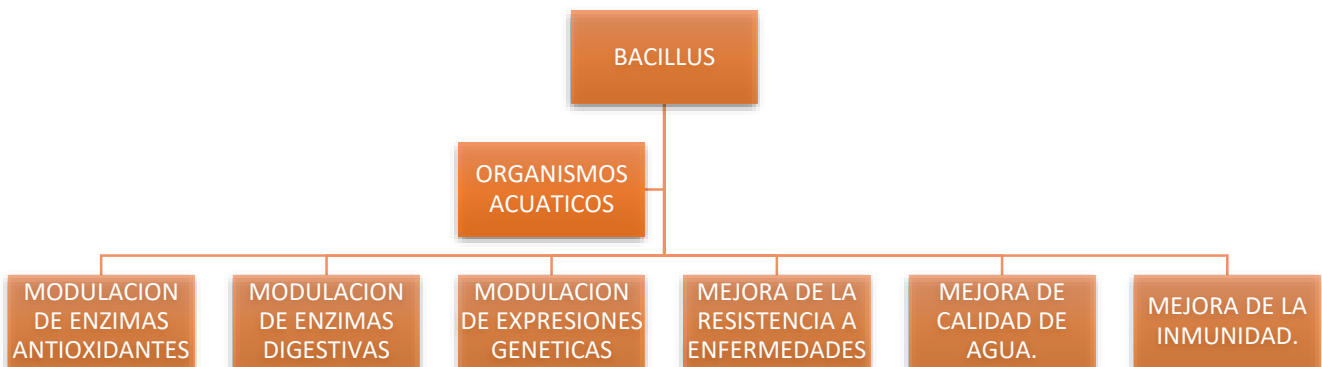 BACILLUS
ORGANISMOS
ACUATICOS
MODULACION
DE ENZIMAS
ANTIOXIDANTES
MODULACION
DE ENZIMAS
DIGESTIVAS
MODULACION
DE EXPRESIONES
GENETICAS
MEJORA DE LA
RESISTENCIA A
ENFERMEDADES
MEJORA DE
CALIDAD DE
AGUA.
MEJORA DE LA
INMUNIDAD.